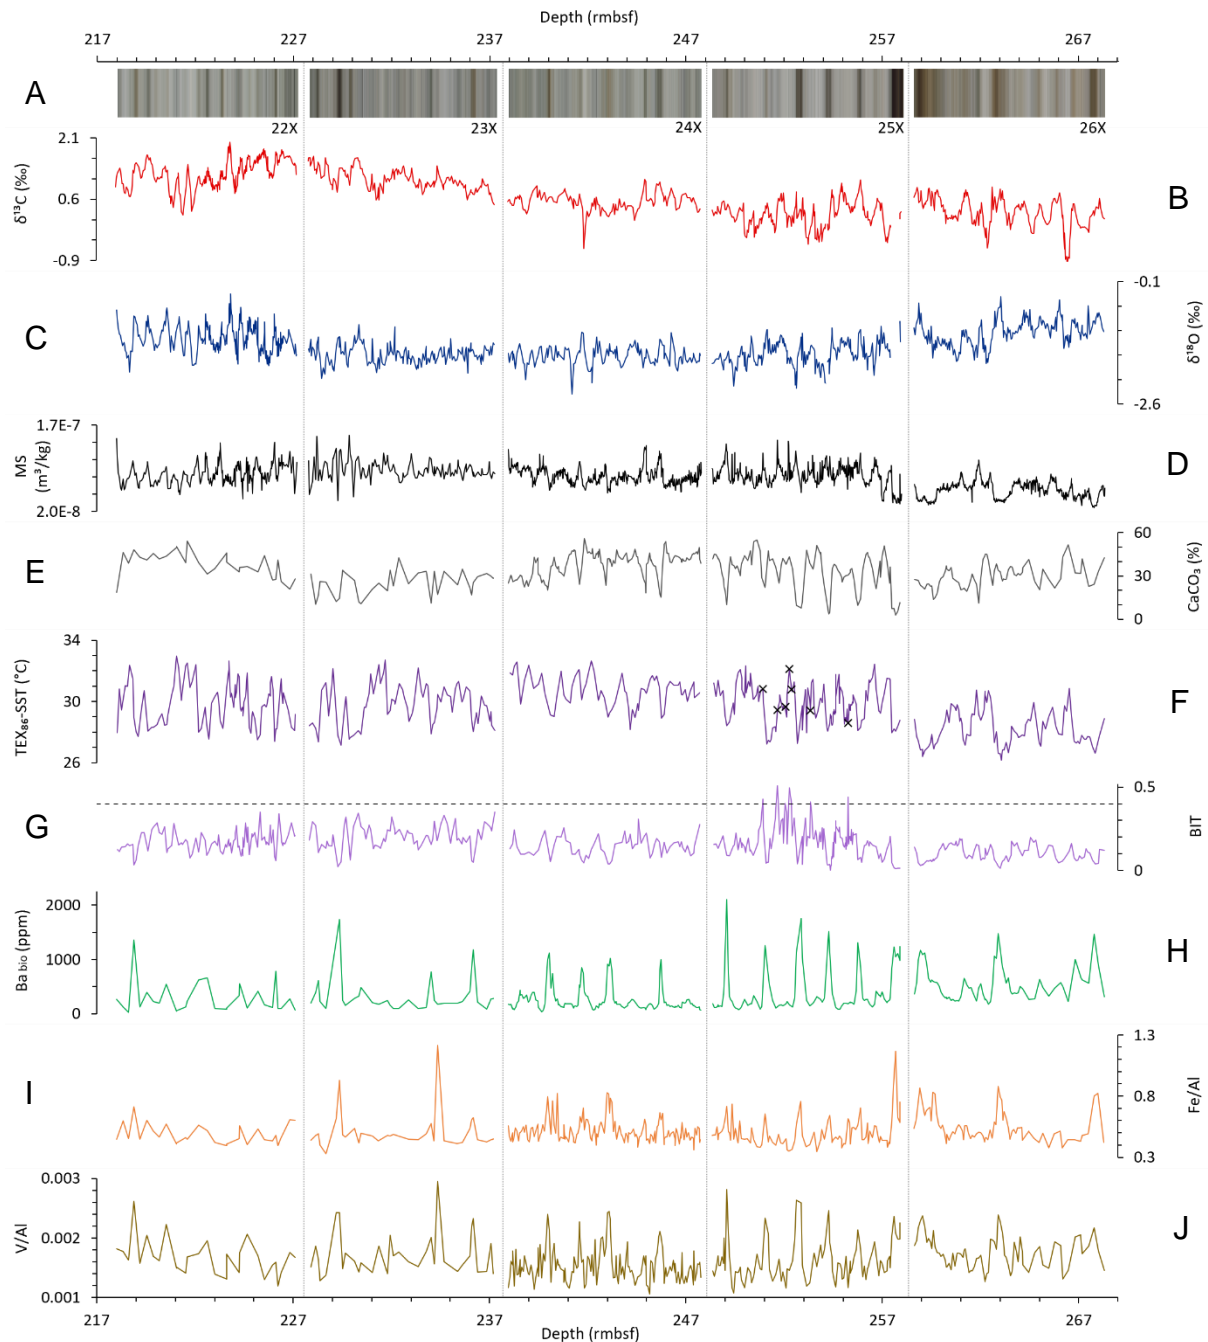 Depth (rmbsf)
217 227 237 247 257 267
A
22X 23X 24X 25X 26X
2.1
0.6
-0.9
δ¹³C (‰)
B
-0.1
-2.6
δ¹⁸O (‰)
C
1.7E-7
2.0E-8
MS
(m³/kg)
D
60
30
0
CaCO₃ (%)
E
34
30
26
TEX₈₆-SST (°C)
F
0.5
0
BIT
G
2000
1000
0
Ba bio (ppm)
H
1.3
0.8
0.3
Fe/Al
I
0.003
0.002
0.001
V/Al
J
217 227 237 247 257 267
Depth (rmbsf)